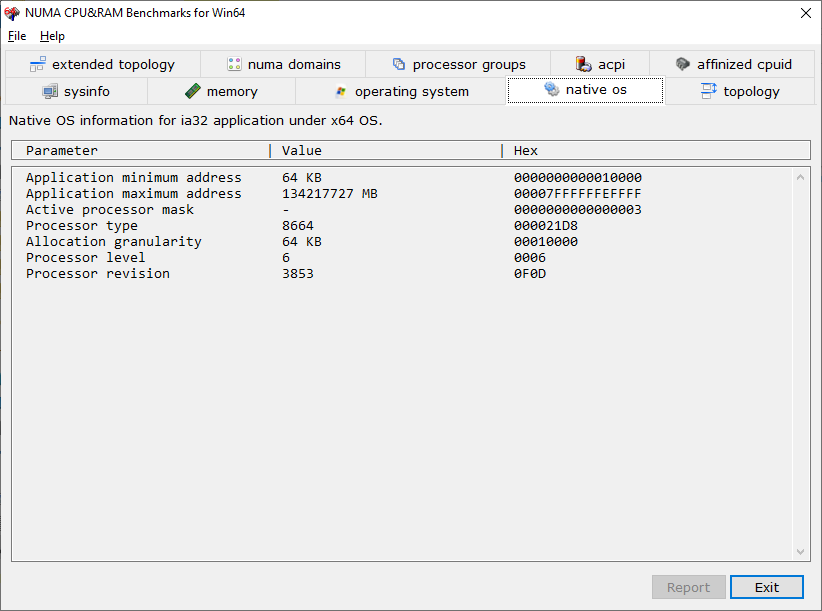 NUMA CPU&RAM Benchmarks for Win64
File Help
extended topology numa domains processor groups acpi affinized cpuid
sysinfo memory operating system native os topology
Native OS information for ia32 application under x64 OS.
Parameter | Value | Hex
Application minimum address 64 KB 0000000000010000
Application maximum address 134217727 MB 00007FFFFFFEFFFF
Active processor mask - 0000000000000003
Processor type 8664 000021D8
Allocation granularity 64 KB 00010000
Processor level 6 0006
Processor revision 3853 0F0D
Report Exit